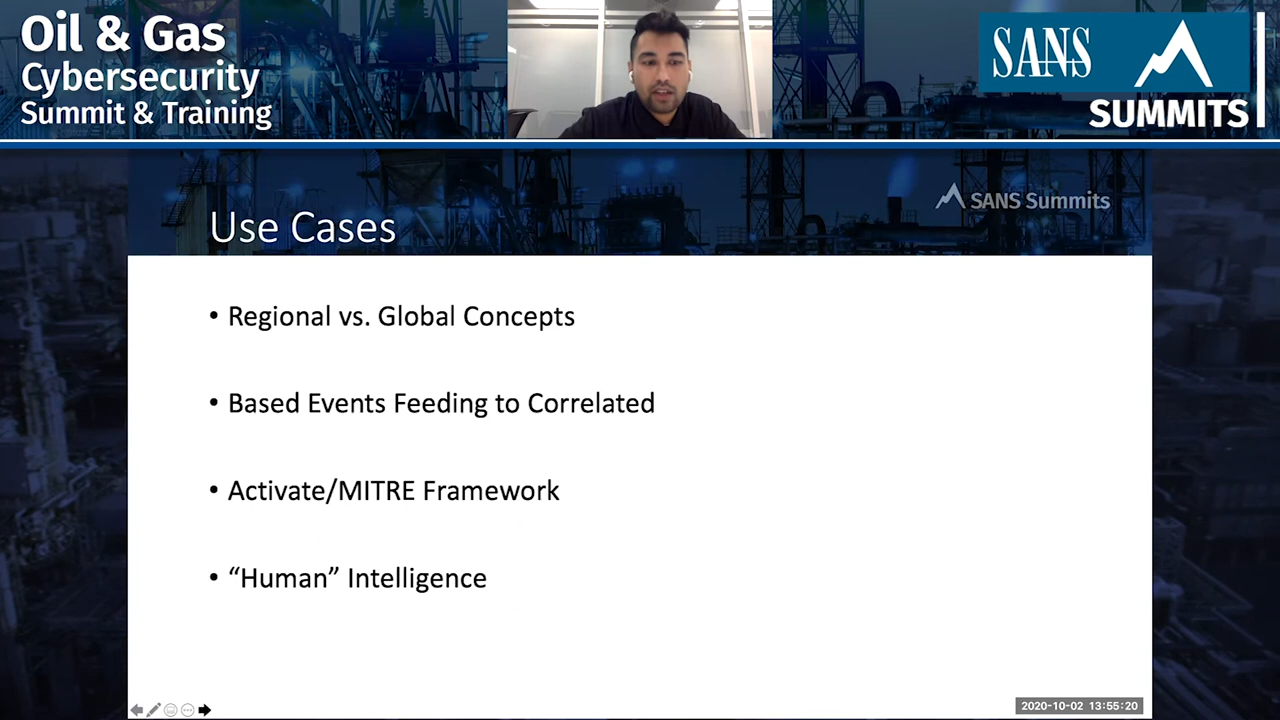 Oil & Gas
Cybersecurity
Summit & Training
SANS
SUMMITS
SANS Summits
Use Cases
• Regional vs. Global Concepts
• Based Events Feeding to Correlated
• Activate/MITRE Framework
• “Human” Intelligence
2020-10-02 13:55:20